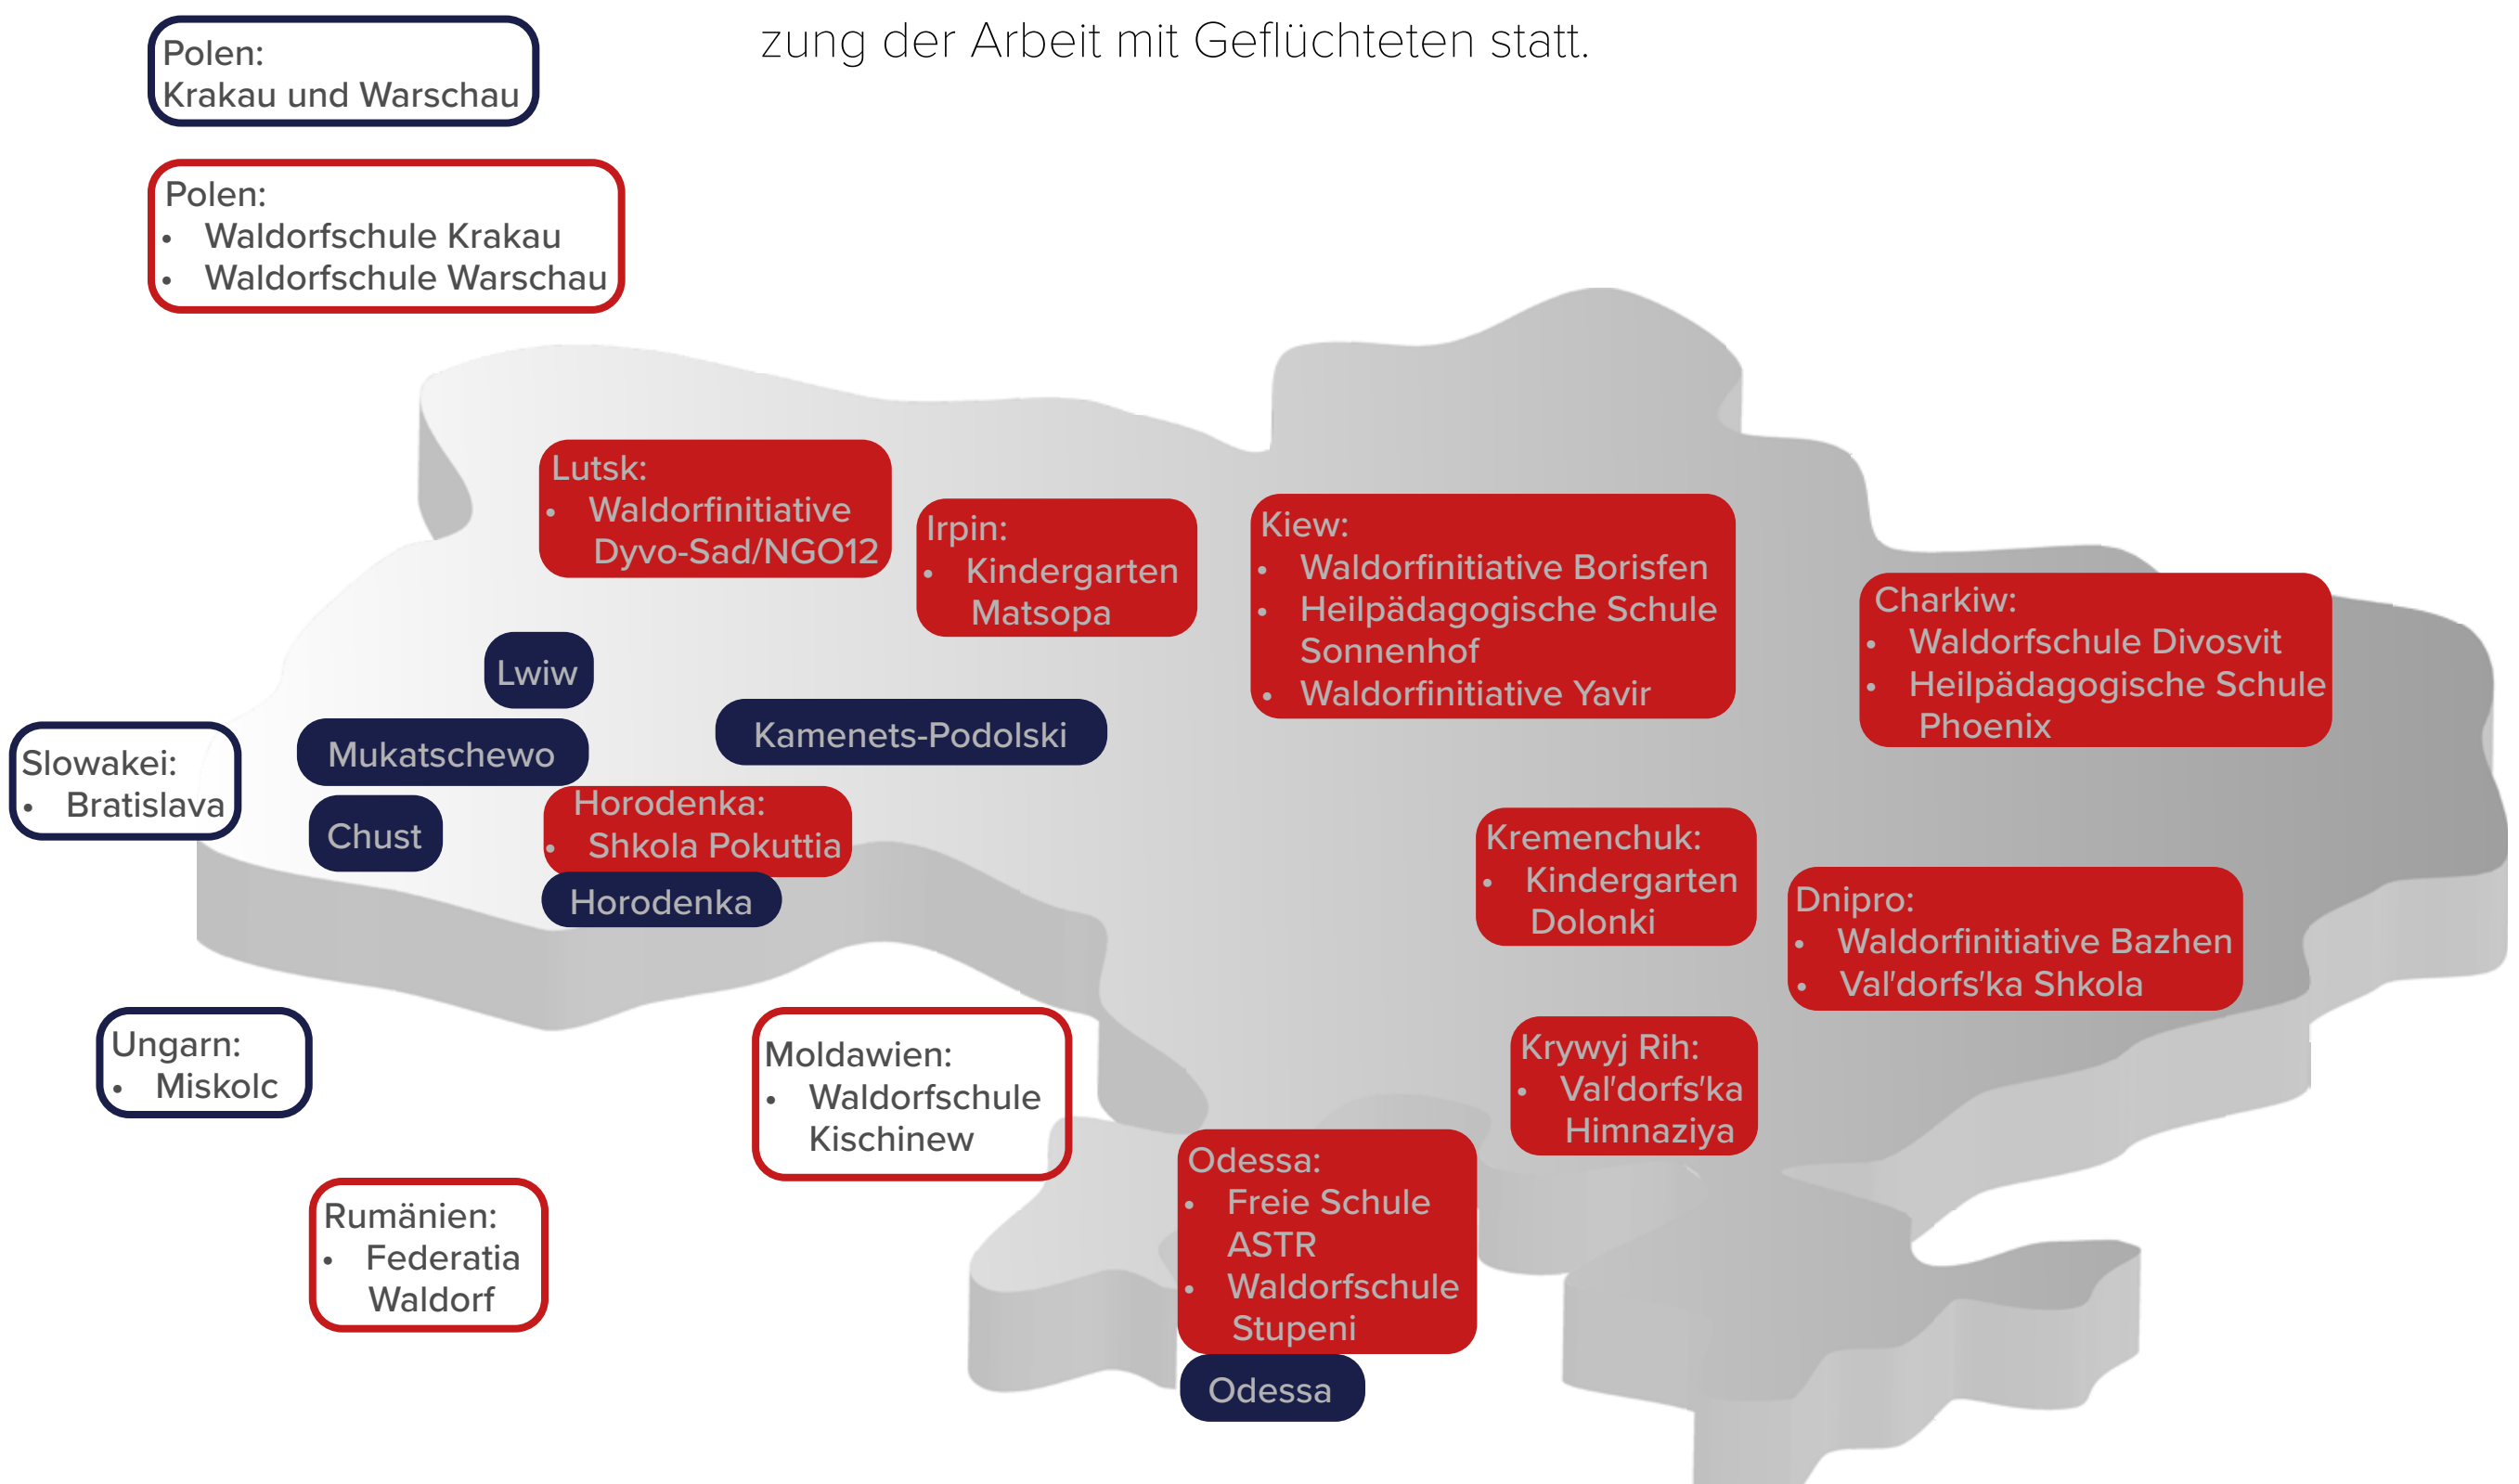 zung der Arbeit mit Geflüchteten statt.
Polen:
Krakau und Warschau
Polen:
• Waldorfschule Krakau
• Waldorfschule Warschau
Lutsk:
• Waldorfinitiative
Dyvo-Sad/NGO12
Irpin:
• Kindergarten
Matsopa
Kiew:
• Waldorfinitiative Borisfen
• Heilpädagogische Schule
Sonnenhof
• Waldorfinitiative Yavir
Charkiw:
• Waldorfschule Divosvit
• Heilpädagogische Schule
Phoenix
Lwiw
Mukatschewo
Kamenets-Podolski
Slowakei:
• Bratislava
Chust
Horodenka:
• Shkola Pokuttia
Horodenka
Kremenchuk:
• Kindergarten
Dolonki
Dnipro:
• Waldorfinitiative Bazhen
• Val'dorfs'ka Shkola
Ungarn:
• Miskolc
Moldawien:
• Waldorfschule
Kischinew
Krywyj Rih:
• Val'dorfs'ka
Himnaziya
Rumänien:
• Federatia
Waldorf
Odessa:
• Freie Schule
ASTR
• Waldorfschule
Stupeni
Odessa